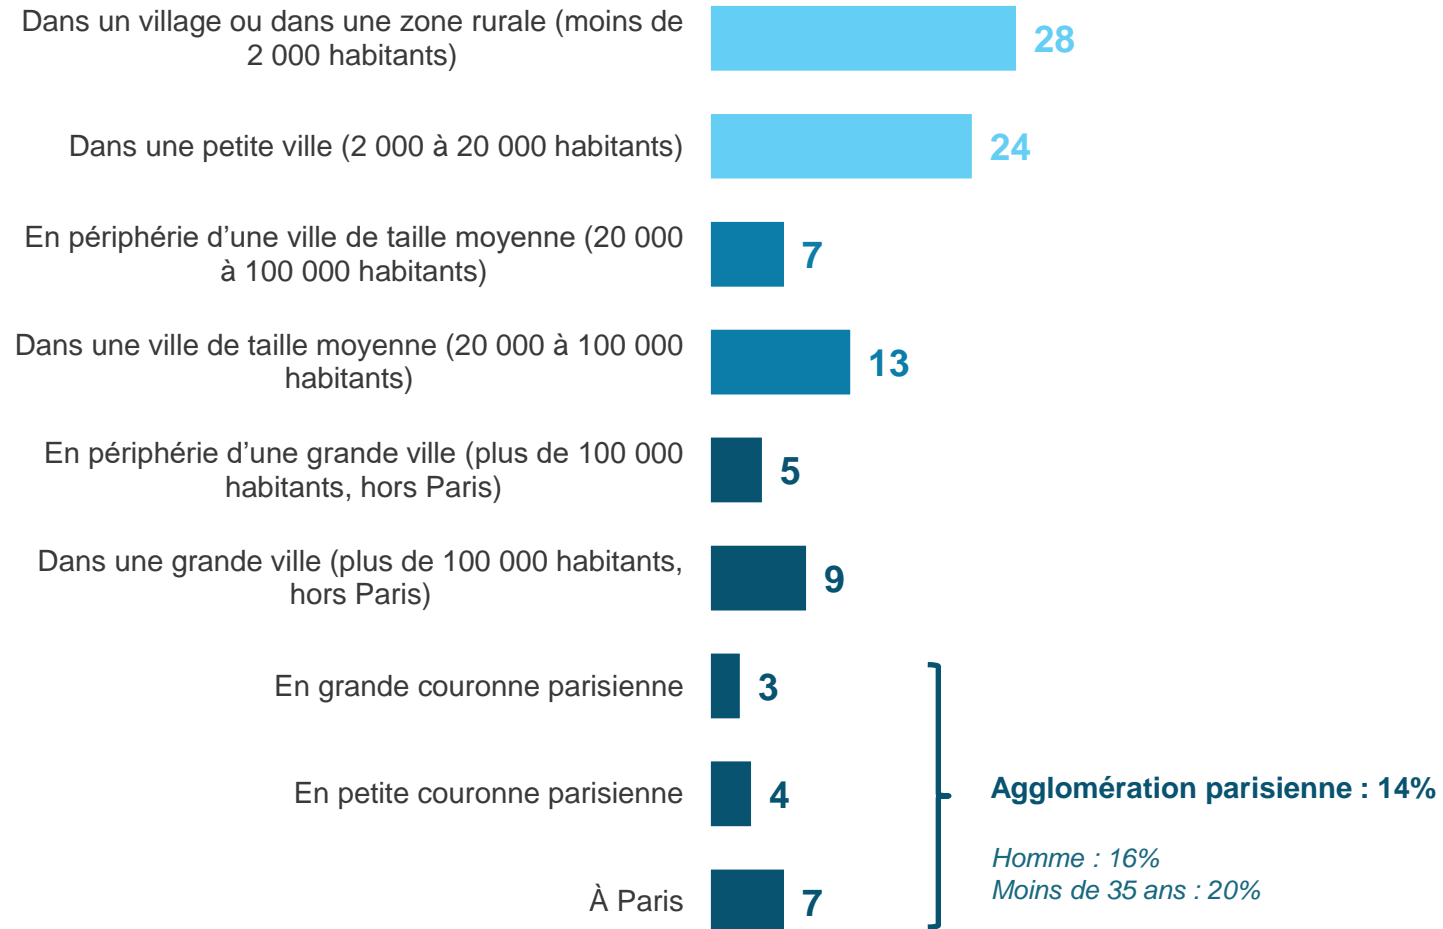 Dans un village ou dans une zone rurale (moins de
2 000 habitants)
28
Dans une petite ville (2 000 à 20 000 habitants)
24
En périphérie d’une ville de taille moyenne (20 000
à 100 000 habitants)
7
Dans une ville de taille moyenne (20 000 à 100 000
habitants)
13
En périphérie d’une grande ville (plus de 100 000
habitants, hors Paris)
5
Dans une grande ville (plus de 100 000 habitants,
hors Paris)
9
En grande couronne parisienne
3
En petite couronne parisienne
4
À Paris
7
Agglomération parisienne : 14%
Homme : 16%
Moins de 35 ans : 20%